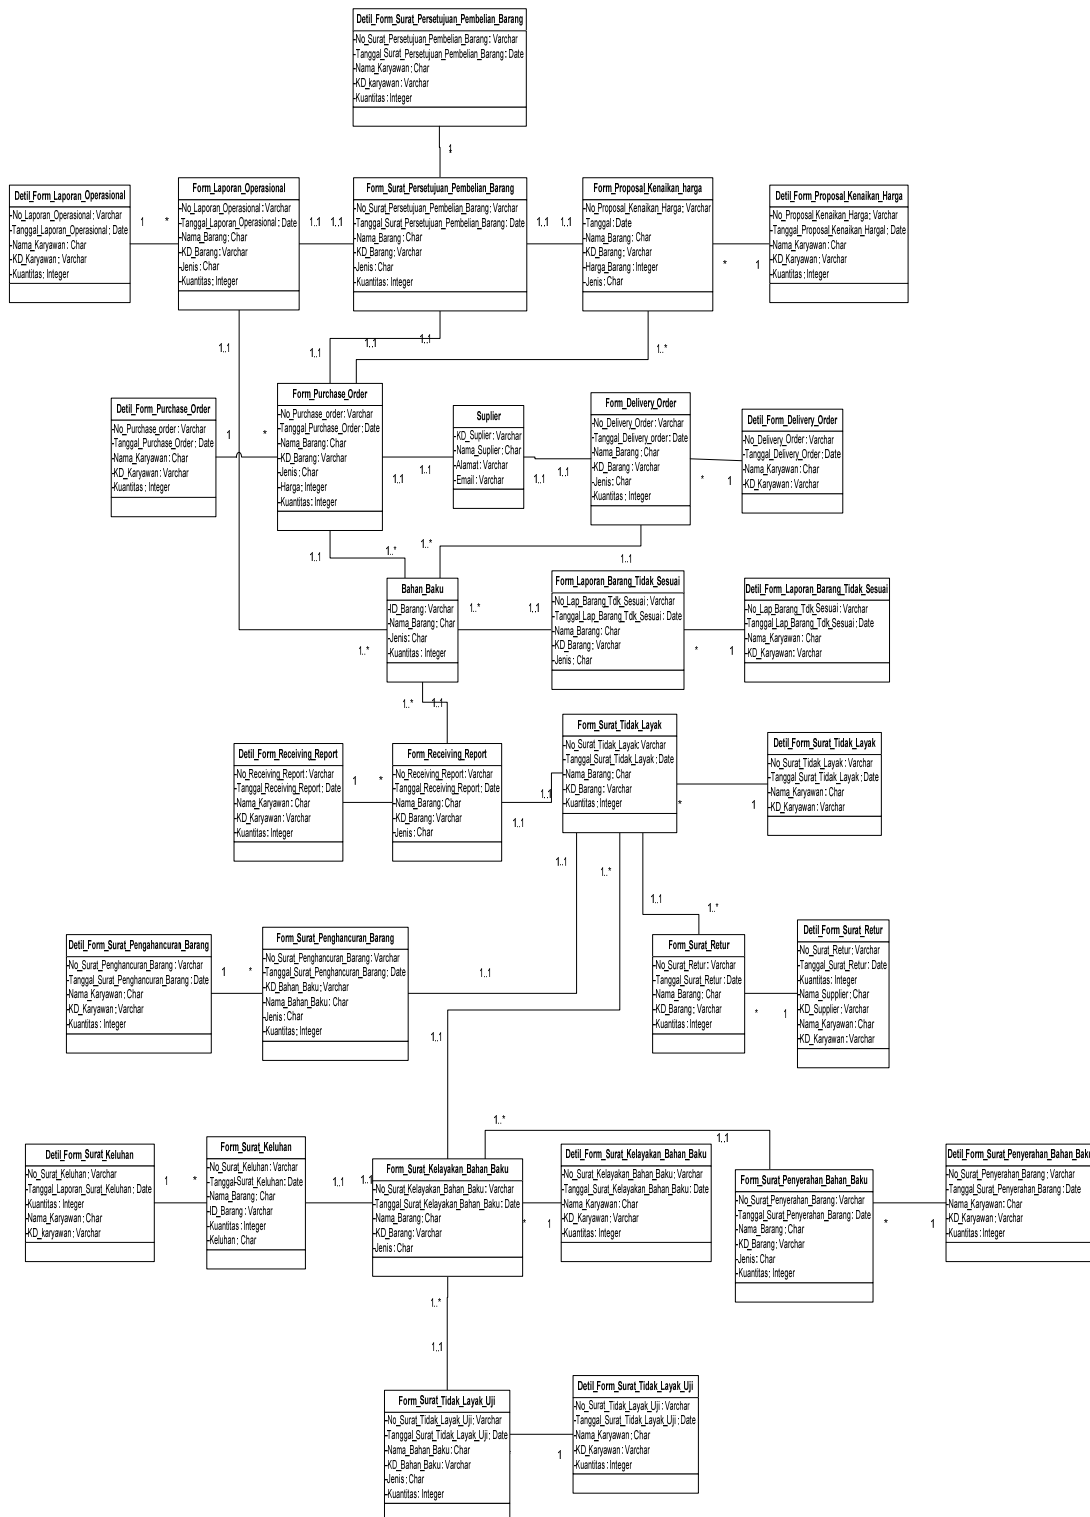 Detil_Form_Surat_Persetujuan_Pembelian_Barang
-No_Surat_Persetujuan_Pembelian_Barang : Varchar
-Tanggal_Surat_Persetujuan_Pembelian_Barang : Date
-Nama_Karyawan : Char
-KD_karyawan : Varchar
-Kuantitas : Integer
Detil_Form_Laporan_Operasional
-No_Laporan_Operasional : Varchar
-Tanggal_Laporan_Operasional : Date
-Nama_Karyawan : Char
-KD_Karyawan : Varchar
-Kuantitas : Integer
1
*
Form_Laporan_Operasional
-No_Laporan_Operasional : Varchar
-Tanggal_Laporan_Operasional : Date
-Nama_Barang : Char
-KD_Barang : Varchar
-Jenis : Char
-Kuantitas : Integer
1..1
1..1
Form_Surat_Persetujuan_Pembelian_Barang
-No_Surat_Persetujuan_Pembelian_Barang : Varchar
-Tanggal_Surat_Persetujuan_Pembelian_Barang : Date
-Nama_Barang : Char
-KD_Barang : Varchar
-Jenis : Char
-Kuantitas : Integer
1..1
1..1
Form_Proposal_Kenaikan_harga
-No_Proposal_Kenaikan_Harga : Varchar
-Tanggal : Date
-Nama_Barang : Char
-KD_Barang : Varchar
-Harga_Barang : Integer
-Jenis : Char
*
1
Detil_Form_Proposal_Kenaikan_Harga
-No_Proposal_Kenaikan_Harga : Varchar
-Tanggal_Proposal_Kenaikan_Hargal : Date
-Nama_Karyawan : Char
-KD_Karyawan : Varchar
-Kuantitas : Integer
1..1
1..1
1..1
1..1
1..*
Detil_Form_Purchase_Order
-No_Purchase_order : Varchar
-Tanggal_Purchase_Order : Date
-Nama_Karyawan : Char
-KD_Karyawan : Varchar
-Kuantitas : Integer
1
*
Form_Purchase_Order
-No_Purchase_order : Varchar
-Tanggal_Purchase_Order : Date
-Nama_Barang : Char
-KD_Barang : Varchar
-Jenis : Char
-Harga : Integer
-Kuantitas : Integer
1..1
1..1
Suplier
-KD_Suplier : Varchar
-Nama_Suplier : Char
-Alamat : Varchar
-Email : Varchar
1..1
1..1
Form_Delivery_Order
-No_Delivery_Order : Varchar
-Tanggal_Delivery_order : Date
-Nama_Barang : Char
-KD_Barang : Varchar
-Jenis : Char
-Kuantitas : Integer
*
1
Detil_Form_Delivery_Order
-No_Delivery_Order : Varchar
-Tanggal_Delivery_Order : Date
-Nama_Karyawan : Char
-KD_Karyawan : Varchar
1..1
1..*
1..*
1..1
Bahan_Baku
-ID_Barang : Varchar
-Nama_Barang : Char
-Jenis : Char
-Kuantitas : Integer
1..*
1..*
1..1
Form_Laporan_Barang_Tidak_Sesuai
-No_Lap_Barang_Tdk_Sesuai : Varchar
-Tanggal_Lap_Barang_Tdk_Sesuai : Date
-Nama_Barang : Char
-KD_Barang : Varchar
-Jenis : Char
*
1
Detil_Form_Laporan_Barang_Tidak_Sesuai
-No_Lap_Barang_Tdk_Sesuai : Varchar
-Tanggal_Lap_Barang_Tdk_Sesuai : Date
-Nama_Karyawan : Char
-KD_Karyawan : Varchar
1..*
1..1
Detil_Form_Receiving_Report
-No_Receiving_Report : Varchar
-Tanggal_Receiving_Report : Date
-Nama_Karyawan : Char
-KD_Karyawan : Varchar
-Kuantitas : Integer
1
*
Form_Receiving_Report
-No_Receiving_Report : Varchar
-Tanggal_Receiving_Report : Date
-Nama_Barang : Char
-KD_Barang : Varchar
-Jenis : Char
1..1
1..1
Form_Surat_Tidak_Layak
-No_Surat_Tidak_Layak : Varchar
-Tanggal_Surat_Tidak_Layak : Date
-Nama_Barang : Char
-KD_Barang : Varchar
-Kuantitas : Integer
*
1
Detil_Form_Surat_Tidak_Layak
-No_Surat_Tidak_Layak : Varchar
-Tanggal_Surat_Tidak_Layak : Date
-Nama_Karyawan : Char
-KD_Karyawan : Varchar
1..1
1..*
1..1
1..*
Detil_Form_Surat_Pengahancuran_Barang
-No_Surat_Penghancuran_Barang : Varchar
-Tanggal_Surat_Penghancuran_Barang : Date
-Nama_Karyawan : Char
-KD_Karyawan : Varchar
-Kuantitas : Integer
1
*
Form_Surat_Penghancuran_Barang
-No_Surat_Penghancuran_Barang : Varchar
-Tanggal_Surat_Penghancuran_Barang : Date
-KD_Bahan_Baku : Varchar
-Nama_Bahan_Baku : Char
-Jenis : Char
-Kuantitas : Integer
1..1
1..1
Form_Surat_Retur
-No_Surat_Retur : Varchar
-Tanggal_Surat_Retur : Date
-Nama_Barang : Char
-KD_Barang : Varchar
-Kuantitas : Integer
*
1
Detil_Form_Surat_Retur
-No_Surat_Retur : Varchar
-Tanggal_Surat_Retur : Date
-Kuantitas : Integer
-Nama_Supplier : Char
-KD_Supplier : Varchar
-Nama_Karyawan : Char
-KD_Karyawan : Varchar
1..*
1..1
Detil_Form_Surat_Keluhan
-No_Surat_Keluhan : Varchar
-Tanggal_Laporan_Surat_Keluhan : Date
-Kuantitas : Integer
-Nama_Karyawan : Char
-KD_karyawan : Varchar
1
*
Form_Surat_Keluhan
-No_Surat_Keluhan : Varchar
-Tanggal-Surat_Keluhan : Date
-Nama_Barang : Char
-ID_Barang : Varchar
-Kuantitas : Integer
-Keluhan : Char
1..1
1..1
Form_Surat_Kelayakan_Bahan_Baku
-No_Surat_Kelayakan_Bahan_Baku : Varchar
-Tanggal_Surat_Kelayakan_Bahan_Baku : Date
-Nama_Barang : Char
-KD_Barang : Varchar
-Jenis : Char
*
1
Detil_Form_Surat_Kelayakan_Bahan_Baku
-No_Surat_Kelayakan_Bahan_Baku : Varchar
-Tanggal_Surat_Kelayakan_Bahan_Baku : Date
-Nama_Karyawan : Char
-KD_Karyawan : Varchar
-Kuantitas : Integer
Form_Surat_Penyerahan_Bahan_Baku
-No_Surat_Penyerahan_Barang : Varchar
-Tanggal_Surat_Penyerahan_Barang : Date
-Nama_Barang : Char
-KD_Barang : Varchar
-Jenis : Char
-Kuantitas : Integer
*
1
Detil_Form_Surat_Penyerahan_Bahan_Baku
-No_Surat_Penyerahan_Barang : Varchar
-Tanggal_Surat_Penyerahan_Barang : Date
-Nama_Karyawan : Char
-KD_Karyawan : Varchar
-Kuantitas : Integer
1..*
1..1
Form_Surat_Tidak_Layak_Uji
-No_Surat_Tidak_Layak_Uji : Varchar
-Tanggal_Surat_Tidak_Layak_Uji : Date
-Nama_Bahan_Baku : Char
-KD_Bahan_Baku : Varchar
-Jenis : Char
-Kuantitas : Integer
1
Detil_Form_Surat_Tidak_Layak_Uji
-No_Surat_Tidak_Layak_Uji : Varchar
-Tanggal_Surat_Tidak_Layak_Uji : Date
-Nama_Karyawan : Char
-KD_Karyawan : Varchar
-Kuantitas : Integer